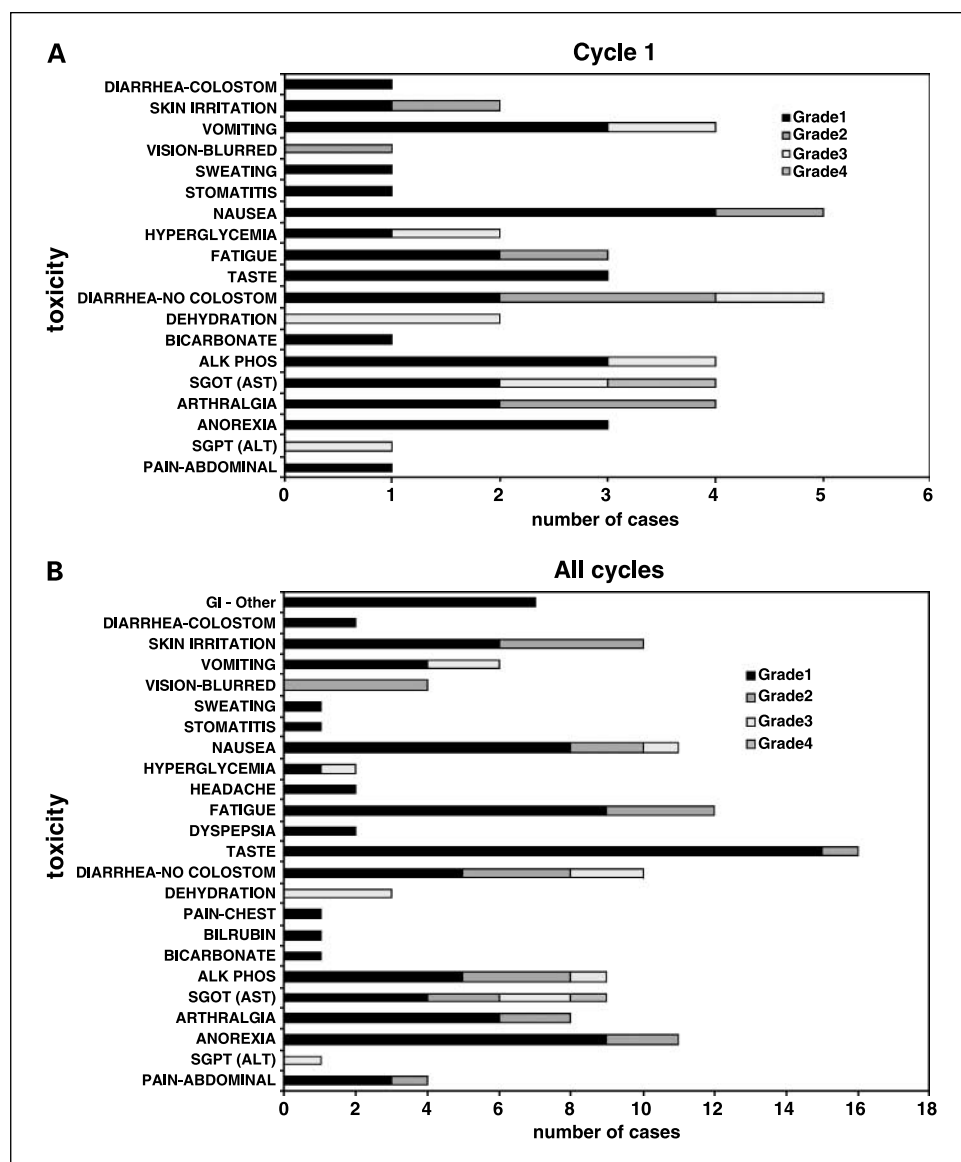 A
Cycle 1
DIARRHEA-COLOSTOM
SKIN IRRITATION
VOMITING
VISION-BLURRED
SWEATING
STOMATITIS
NAUSEA
HYPERGLYCEMIA
FATIGUE
TASTE
DIARRHEA-NO COLOSTOM
DEHYDRATION
BICARBONATE
ALK PHOS
SGOT (AST)
ARTHRALGIA
ANOREXIA
SGPT (ALT)
PAIN-ABDOMINAL
toxicity
Grade1
Grade2
Grade3
Grade4
0 1 2 3 4 5 6
number of cases
B
All cycles
GI - Other
DIARRHEA-COLOSTOM
SKIN IRRITATION
VOMITING
VISION-BLURRED
SWEATING
STOMATITIS
NAUSEA
HYPERGLYCEMIA
HEADACHE
FATIGUE
DYSPEPSIA
TASTE
DIARRHEA-NO COLOSTOM
DEHYDRATION
PAIN-CHEST
BILRUBIN
BICARBONATE
ALK PHOS
SGOT (AST)
ARTHRALGIA
ANOREXIA
SGPT (ALT)
PAIN-ABDOMINAL
toxicity
Grade1
Grade2
Grade3
Grade4
0 2 4 6 8 10 12 14 16 18
number of cases